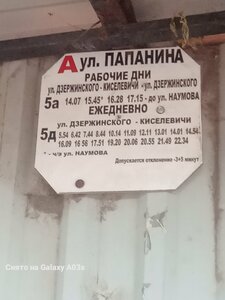 А ул. ПАПАНИНА
РАБОЧИЕ ДНИ
ул. ДЗЕРЖИНСКОГО - КИСЕЛЕВИЧИ - ул. ДЗЕРЖИНСКОГО
5а 14.07 15.45* 16.28 17.15 - до ул. НАУМОВА
ЕЖЕДНЕВНО
ул. ДЗЕРЖИНСКОГО - КИСЕЛЕВИЧИ
5д 5.54 6.42 7.44 8.44 10.14 11.09 12.11 13.01 14.01 14.54
16.09 16.56 17.51 19.20 20.06 20.55 21.49 22.34
* - ч/з ул. НАУМОВА
Допускается отклонение -3+5 минут
Снято на Galaxy A03s